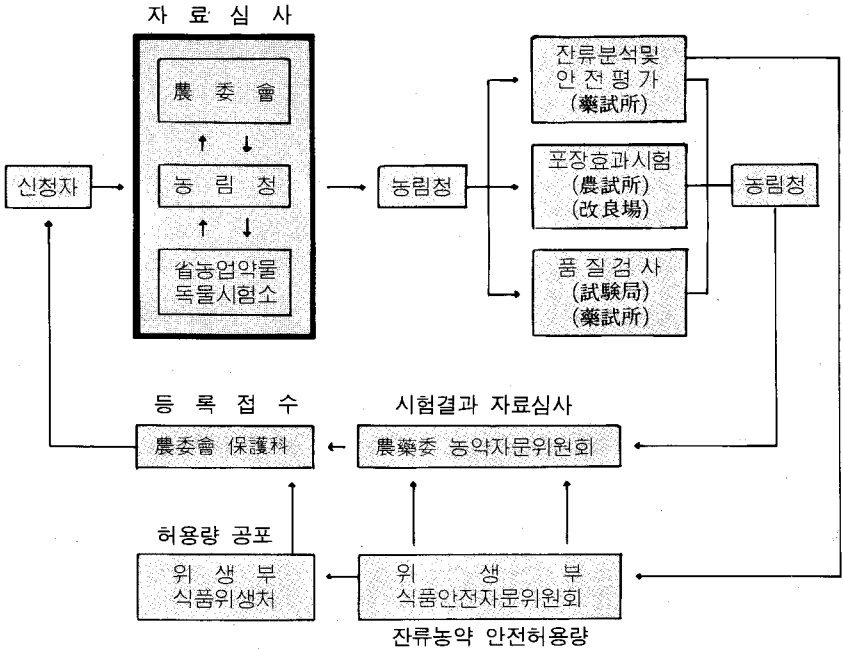 자 료 심 사
農 委 會
농 림 청
省농업약물
독물시험소
신청자
농림청
잔류분석및
안 전 평 가
(藥試所)
포장효과시험
(農試所)
(改良場)
품 질 검 사
(試験局)
(藥試所)
농림청
등 록 접 수
農委會 保護科
시험결과 자료심사
農藥委 농약자문위원회
허용량 공포
위 생 부
식품위생처
위 생 부
식품안전자문위원회
잔류농약 안전허용량